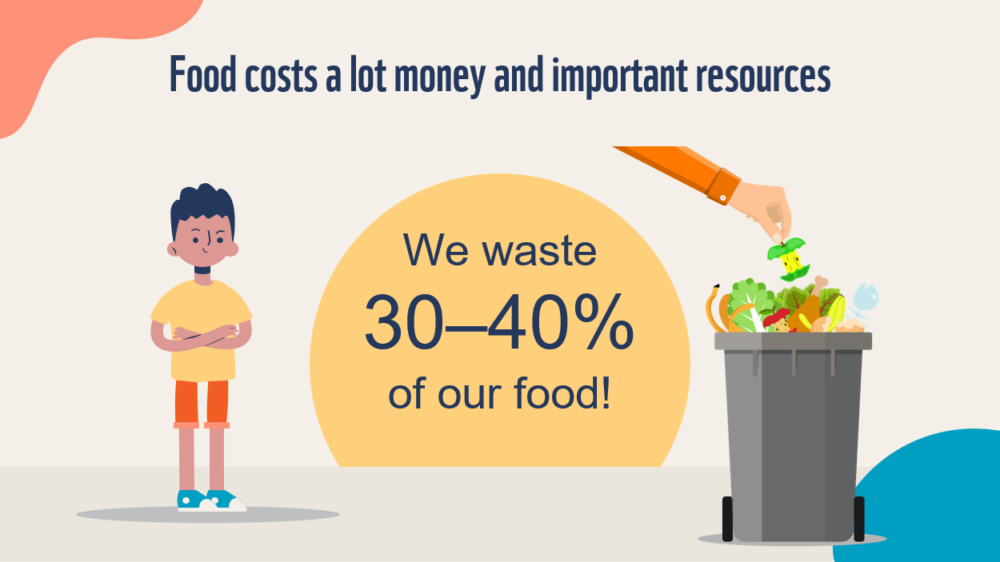 Food costs a lot money and important resources
We waste
30–40%
of our food!